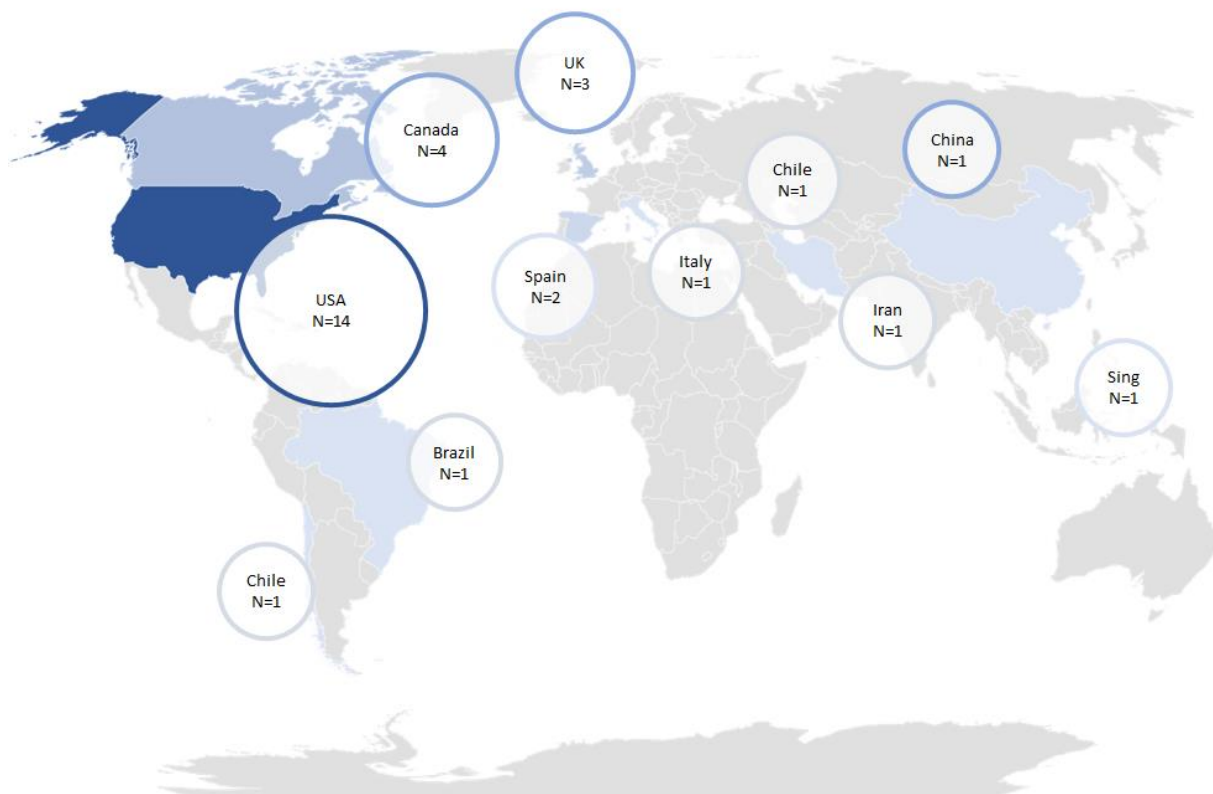 UK
N=3
Canada
N=4
China
N=1
Chile
N=1
Italy
N=1
Spain
N=2
USA
N=14
Iran
N=1
Sing
N=1
Brazil
N=1
Chile
N=1